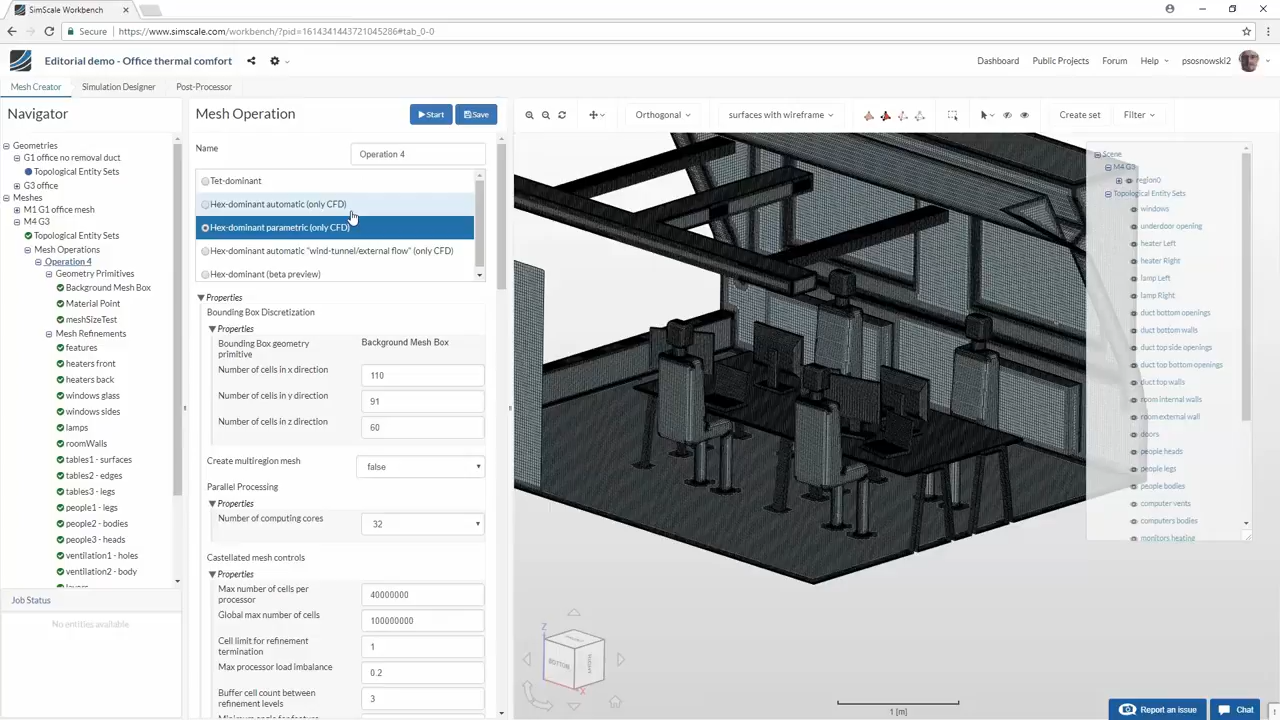 SimScale Workbench
Secure
https://www.simscale.com/workbench/?pid=1614341443721045286#tab_0-0
Editorial demo - Office thermal comfort
Dashboard
Public Projects
Forum
Help
psosnowski2
Mesh Creator
Simulation Designer
Post-Processor
Navigator
Geometries
G1 office no removal duct
Topological Entity Sets
G3 office
Meshes
M1 G1 office mesh
M4 G3
Topological Entity Sets
Mesh Operations
Operation 4
Geometry Primitives
Background Mesh Box
Material Point
meshSizeTest
Mesh Refinements
features
heaters front
heaters back
windows glass
windows sides
lamps
roomWalls
tables1 - surfaces
tables2 - edges
tables3 - legs
people1 - legs
people2 - bodies
people3 - heads
ventilation1 - holes
ventilation2 - body
Job Status
No entities available
Mesh Operation
Start
Save
Name
Operation 4
Tet-dominant
Hex-dominant automatic (only CFD)
Hex-dominant parametric (only CFD)
Hex-dominant automatic "wind-tunnel/external flow" (only CFD)
Hex-dominant (beta preview)
Properties
Bounding Box Discretization
Properties
Bounding Box geometry
primitive
Background Mesh Box
Number of cells in x direction
110
Number of cells in y direction
91
Number of cells in z direction
60
Create multiregion mesh
false
Parallel Processing
Properties
Number of computing cores
32
Castellated mesh controls
Properties
Max number of cells per
processor
40000000
Global max number of cells
100000000
Cell limit for refinement
termination
1
Max processor load imbalance
0.2
Buffer cell count between
refinement levels
3
Orthogonal
surfaces with wireframe
Create set
Filter
Scene
M4 G3
region0
Topological Entity Sets
windows
underdoor opening
heater Left
heater Right
lamp Left
lamp Right
duct bottom openings
duct bottom walls
duct top side openings
duct top bottom openings
duct top walls
room internal walls
room external wall
doors
people heads
people legs
people bodies
computer vents
computers bodies
monitors heating
Z
BOTTOM
X
1 [m]
Report an issue
Chat